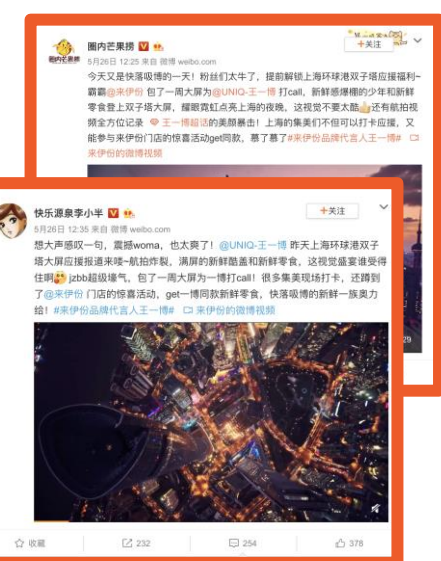 圈内芒果捞
5月26日 12:25 来自 微博 weibo.com
+关注
圈内芒果捞
今天又是快落吸博的一天！粉丝们太牛了，提前解锁上海环球港双子塔应援福利~
霸霸@来伊份 包了一周大屏为@UNIQ-王一博 打call，新鲜感爆棚的少年和新鲜
零食登上双子塔大屏，耀眼霓虹点亮上海的夜晚，这视觉不要太酷👍还有航拍视
频全方位记录 王一博超话的美颜暴击！上海的集美们不但可以打卡应援，又
能参与来伊份门店的惊喜活动get同款，慕了慕了#来伊份品牌代言人王一博#
来伊份的微博视频
快乐源泉李小半
+关注
5月26日 12:35 来自 微博 weibo.com
想大声感叹一句，震撼woma，也太爽了！@UNIQ-王一博 昨天上海环球港双子
塔大屏应援报道来喽~航拍炸裂，满屏的新鲜酷盖和新鲜零食，这视觉盛宴谁受得
住啊 jzbb超级壕气，包了一周大屏为一博打call！很多集美现场打卡，还蹲到
了@来伊份 门店的惊喜活动，get一博同款新鲜零食，快落吸博的新鲜一族奥力
给！#来伊份品牌代言人王一博# 来伊份的微博视频
29
收藏
232
254
378